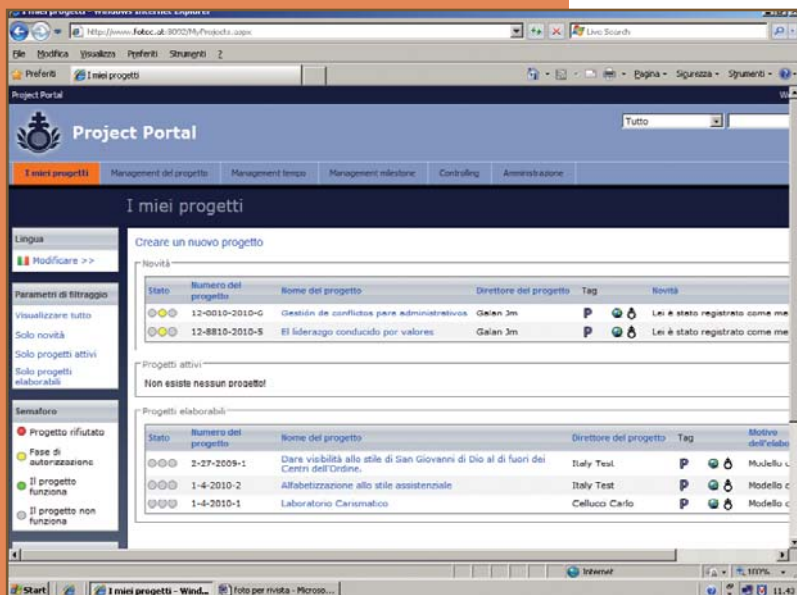 I miei progetti - Windows Internet Explorer
http://www.fotec.at:8002/MyProjects.aspx
Live Search
File Modifica Visualizza Preferiti Strumenti ?
Preferiti I miei progetti
Pagina Sicurezza Strumenti
Project Portal
Project Portal
Tutto
I miei progetti Management del progetto Management tempo Management milestone Controlling Amministrazione
I miei progetti
Lingua
Modificare >>
Parametri di filtraggio
Visualizzare tutto
Solo novità
Solo progetti attivi
Solo progetti
elaborabili
Semaforo
Progetto rifiutato
Fase di
autorizzazione
Il progetto
funziona
Il progetto non
funziona
Creare un nuovo progetto
Novità
Stato Numero del progetto Nome del progetto Direttore del progetto Tag Novità
12-0010-2010-6 Gestión de conflictos para administrativos Galan Jm P Lei è stato registrato come me
12-8810-2010-5 El liderazgo conducido por valores Galan Jm P Lei è stato registrato come me
Progetti attivi
Non esiste nessun progetto!
Progetti elaborabili
Stato Numero del progetto Nome del progetto Direttore del progetto Tag Motivo
2-27-2009-1 Dare visibilità allo stile di San Giovanni di Dio al di fuori dei Italy Test P
Centri dell'Ordine.
1-4-2010-2 Alfabetizzazione allo stile assistenziale Italy Test P Modello
1-4-2010-1 Laboratorio Carismatico Cellucci Carlo P Modello
Internet 100%
Start I miei progetti - Wind... foto per rivista - Microso... 11.43